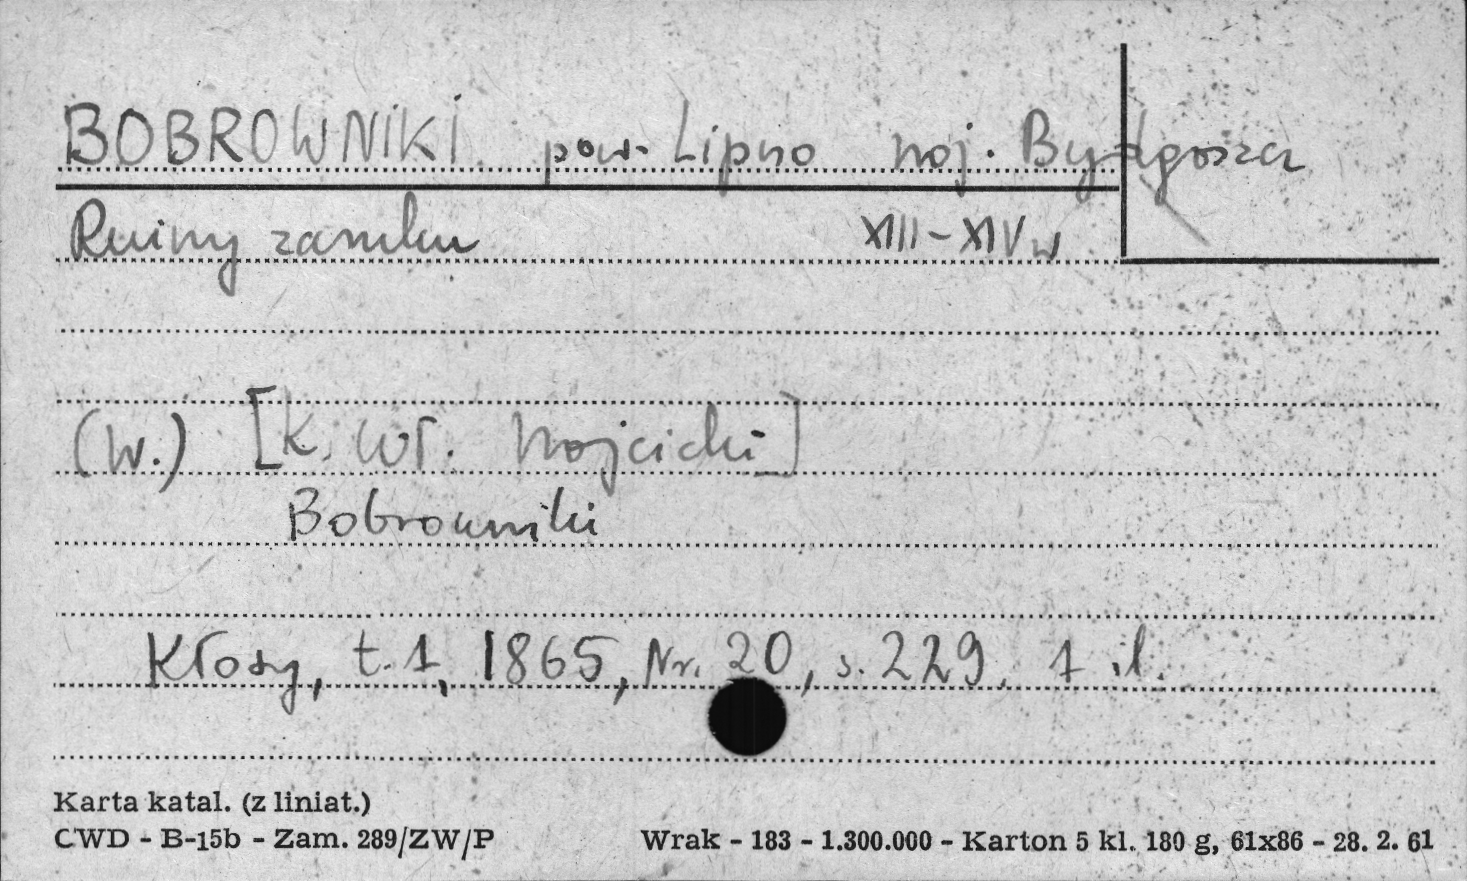 BOBROWNIKI pow. Lipno woj. Bydgoszcz
Ruiny zamku XIII-XIV w
(W.) [K. Wł. Wojcicki]
Bobrowniki
Kłosy, t. 1, 1865, Nr. 20, s. 229, 1 il.
Karta katal. (z liniat.)
CWD - B-15b - Zam. 289/ZW/P Wrak - 183 - 1.300.000 - Karton 5 kl. 180 g, 61x86 - 28. 2. 61